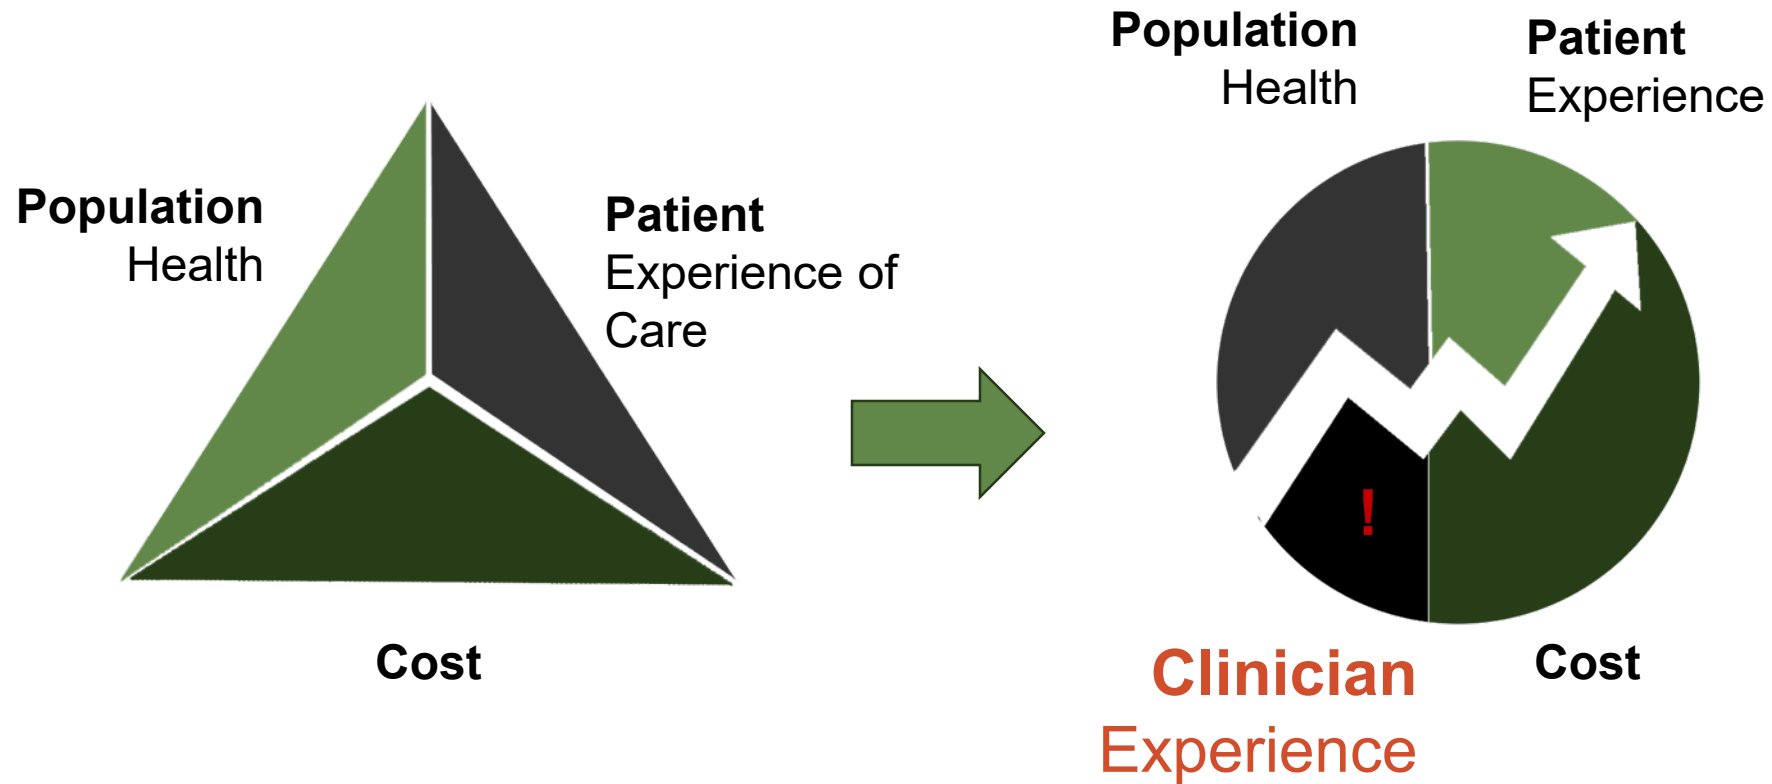 Population
Health
Patient
Experience of
Care
Cost
Population
Health
Patient
Experience
!
Clinician
Experience
Cost